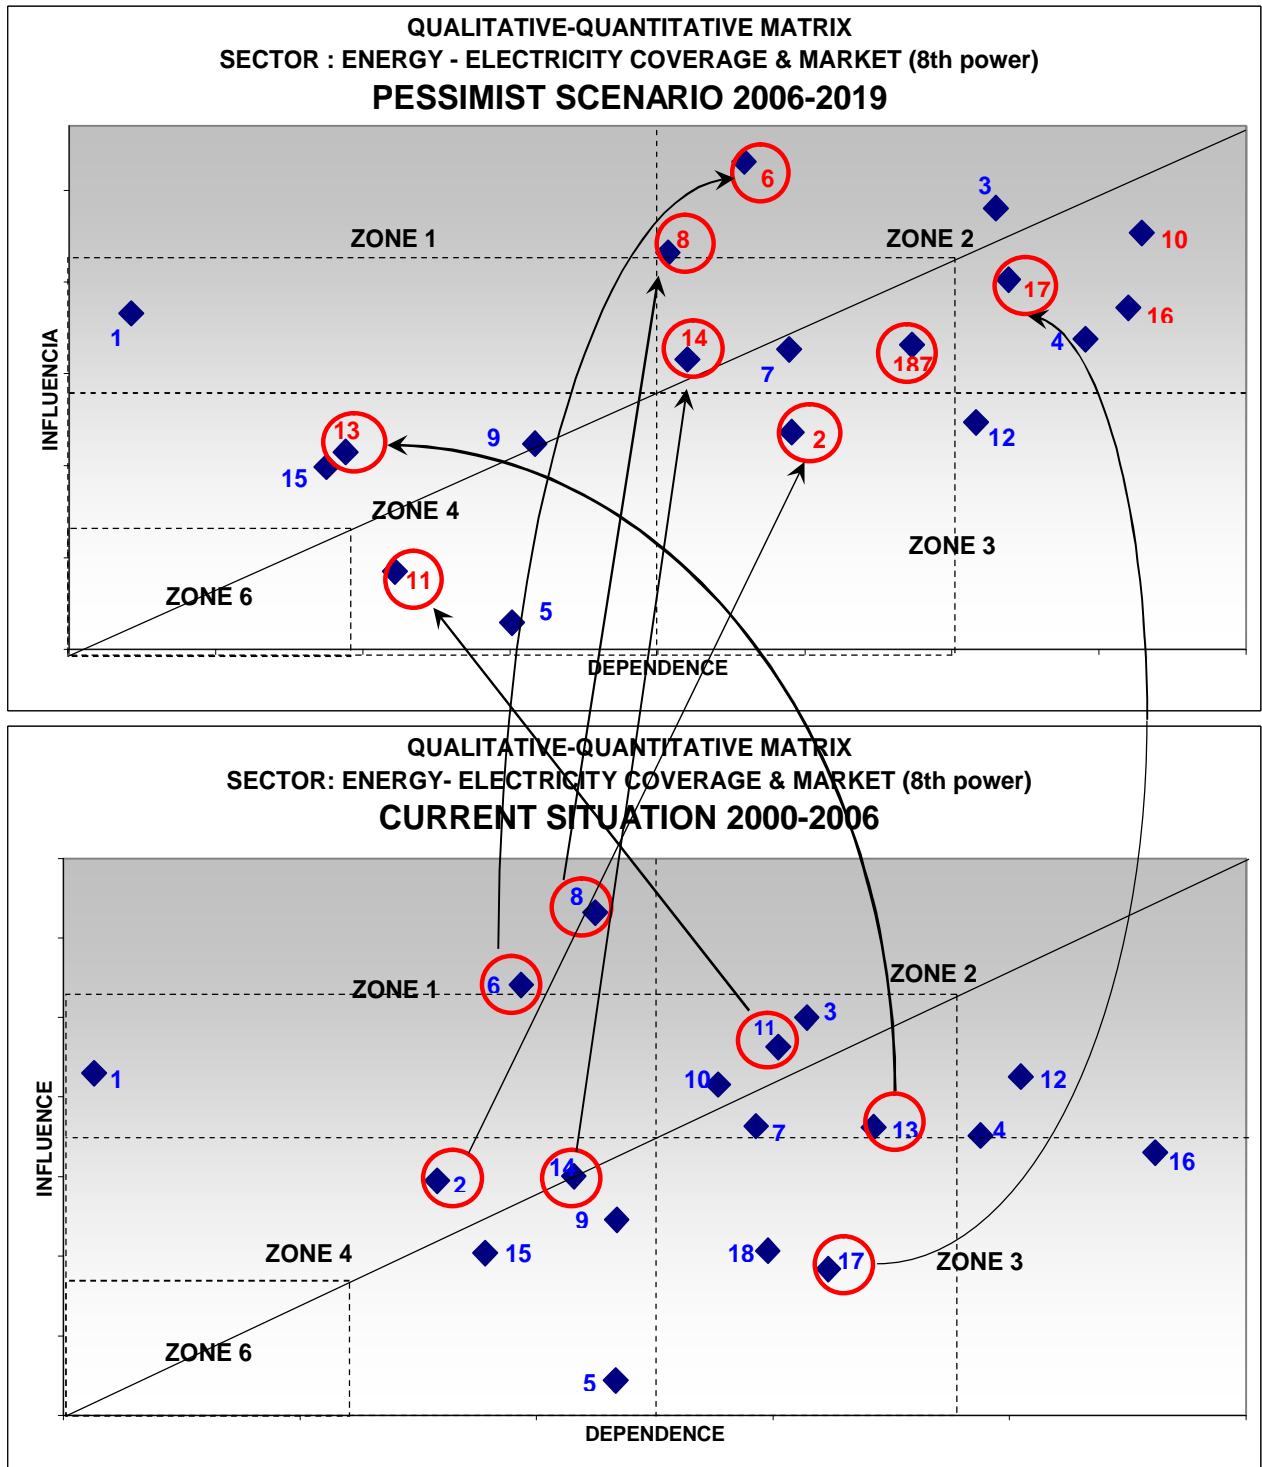 QUALITATIVE-QUANTITATIVE MATRIX
SECTOR : ENERGY - ELECTRICITY COVERAGE & MARKET (8th power)
PESSIMIST SCENARIO 2006-2019
6
3
8
ZONE 1
ZONE 2
10
17
1
14
7
187
4
16
INFLUENCIA
13
9
2
12
15
ZONE 4
ZONE 3
11
ZONE 6
5
DEPENDENCE
QUALITATIVE-QUANTITATIVE MATRIX
SECTOR: ENERGY- ELECTRICITY COVERAGE & MARKET (8th power)
CURRENT SITUATION 2000-2006
8
6
ZONE 1
ZONE 2
3
11
1
10
12
7
13
4
INFLUENCE
2
14
16
9
15
18
17
ZONE 4
ZONE 3
ZONE 6
5
DEPENDENCE